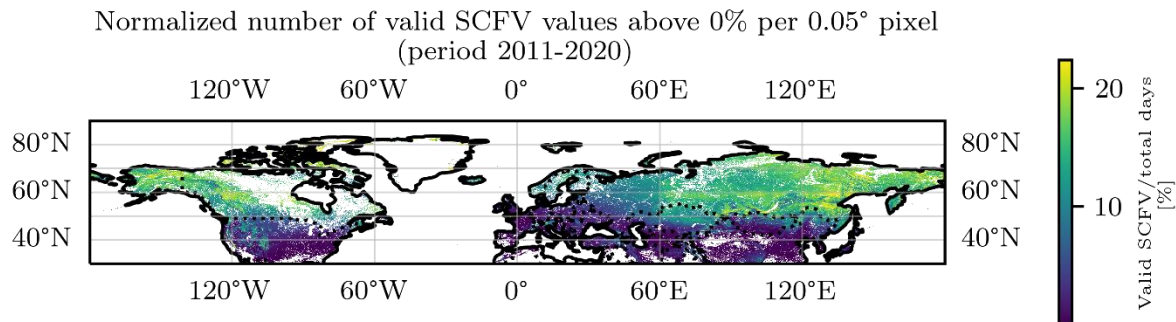 Normalized number of valid SCFV values above 0% per 0.05° pixel
(period 2011-2020)
120°W 60°W 0° 60°E 120°E
80°N 80°N
60°N 60°N
40°N 40°N
120°W 60°W 0° 60°E 120°E
20
10
Valid SCFV/total days
[%]